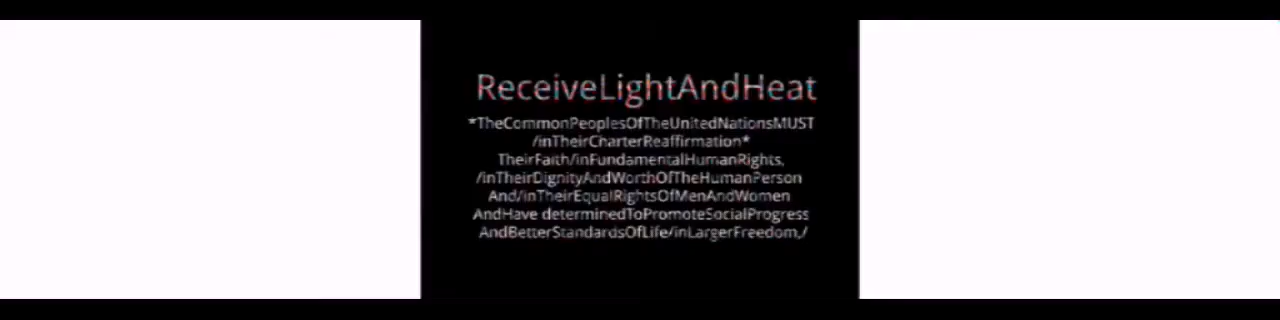 ReceiveLightAndHeat
*TheCommonPeoplesOfTheUnitedNationsMUST
/inTheirCharterReaffirmation*
TheirFaith/inFundamentalHumanRights,
/inTheirDignityAndWorthOfTheHumanPerson
And/inTheirEqualRightsOfMenAndWomen
AndHave determinedToPromoteSocialProgress
AndBetterStandardsOfLife/inLargerFreedom,/